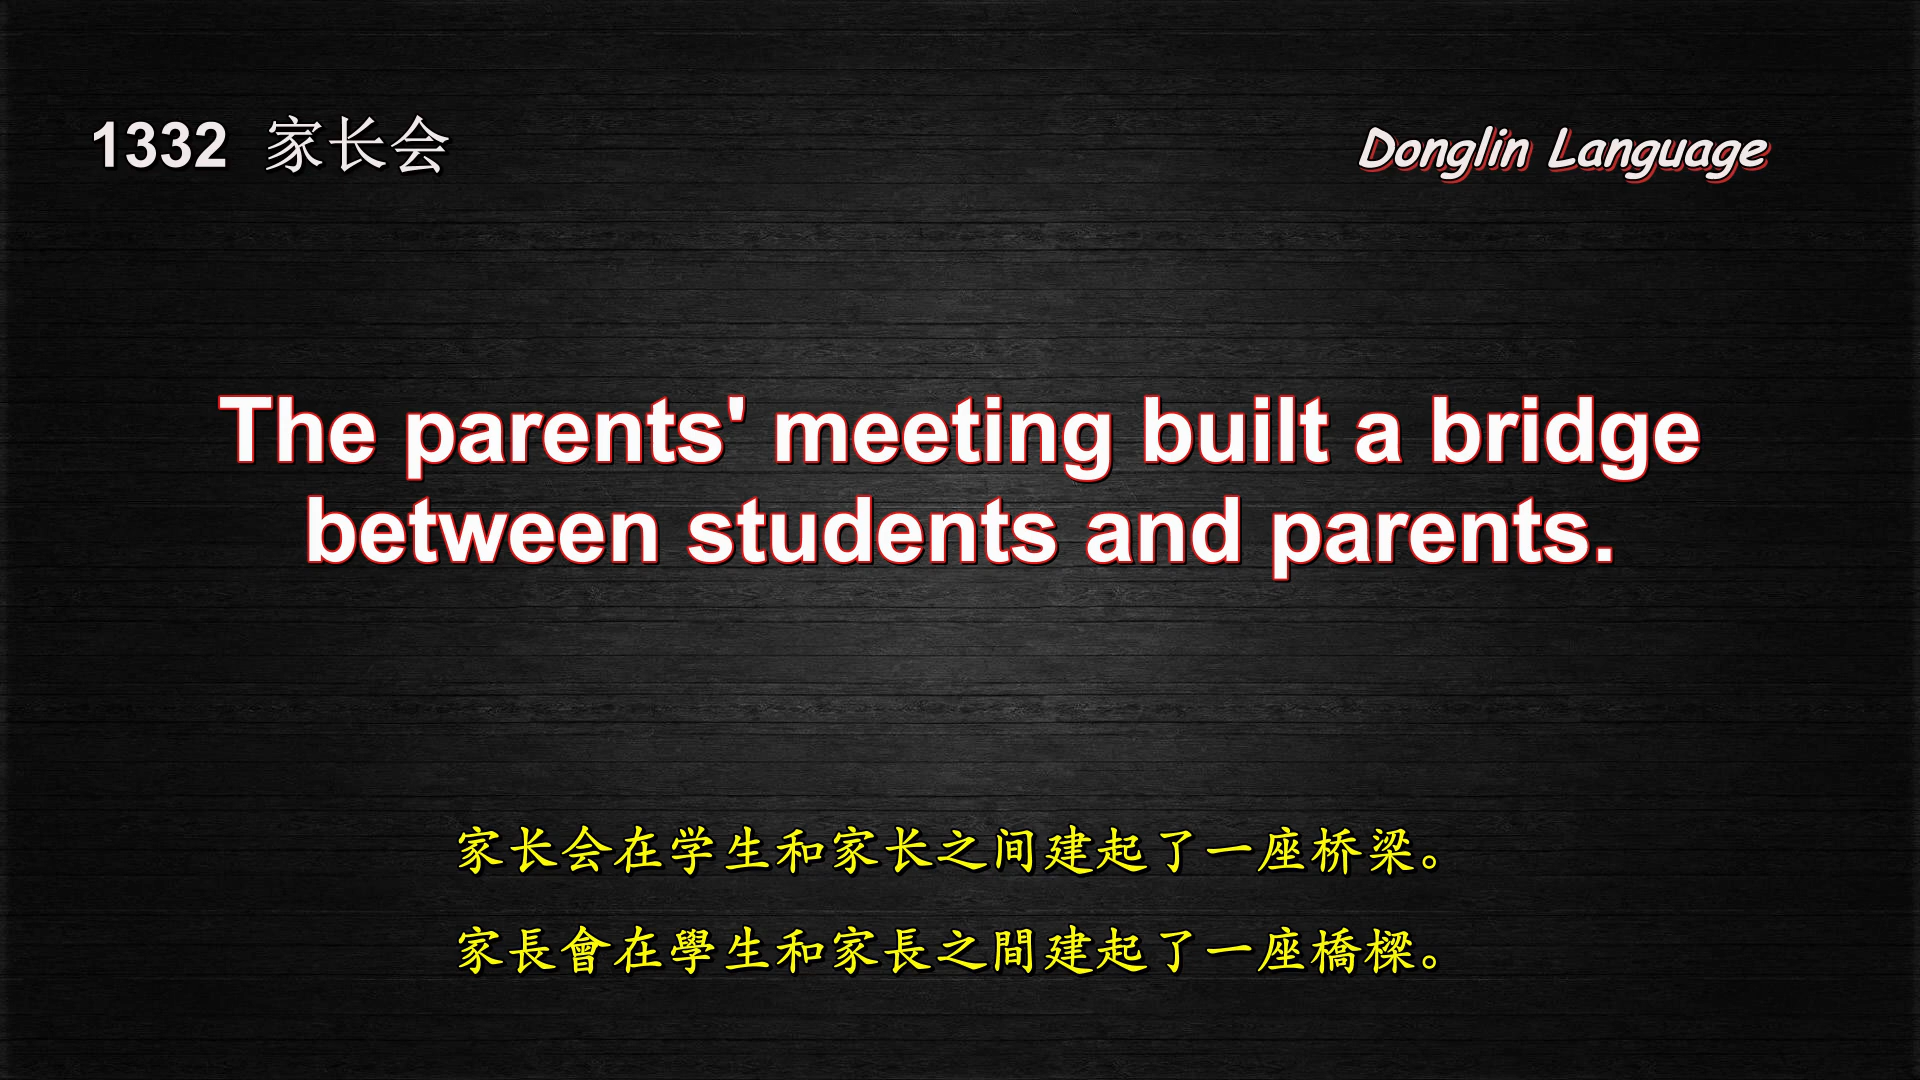 1332 家长会
Donglin Language
The parents' meeting built a bridge
between students and parents.
家长会在学生和家长之间建起了一座桥梁。
家長會在學生和家長之間建起了一座橋樑。